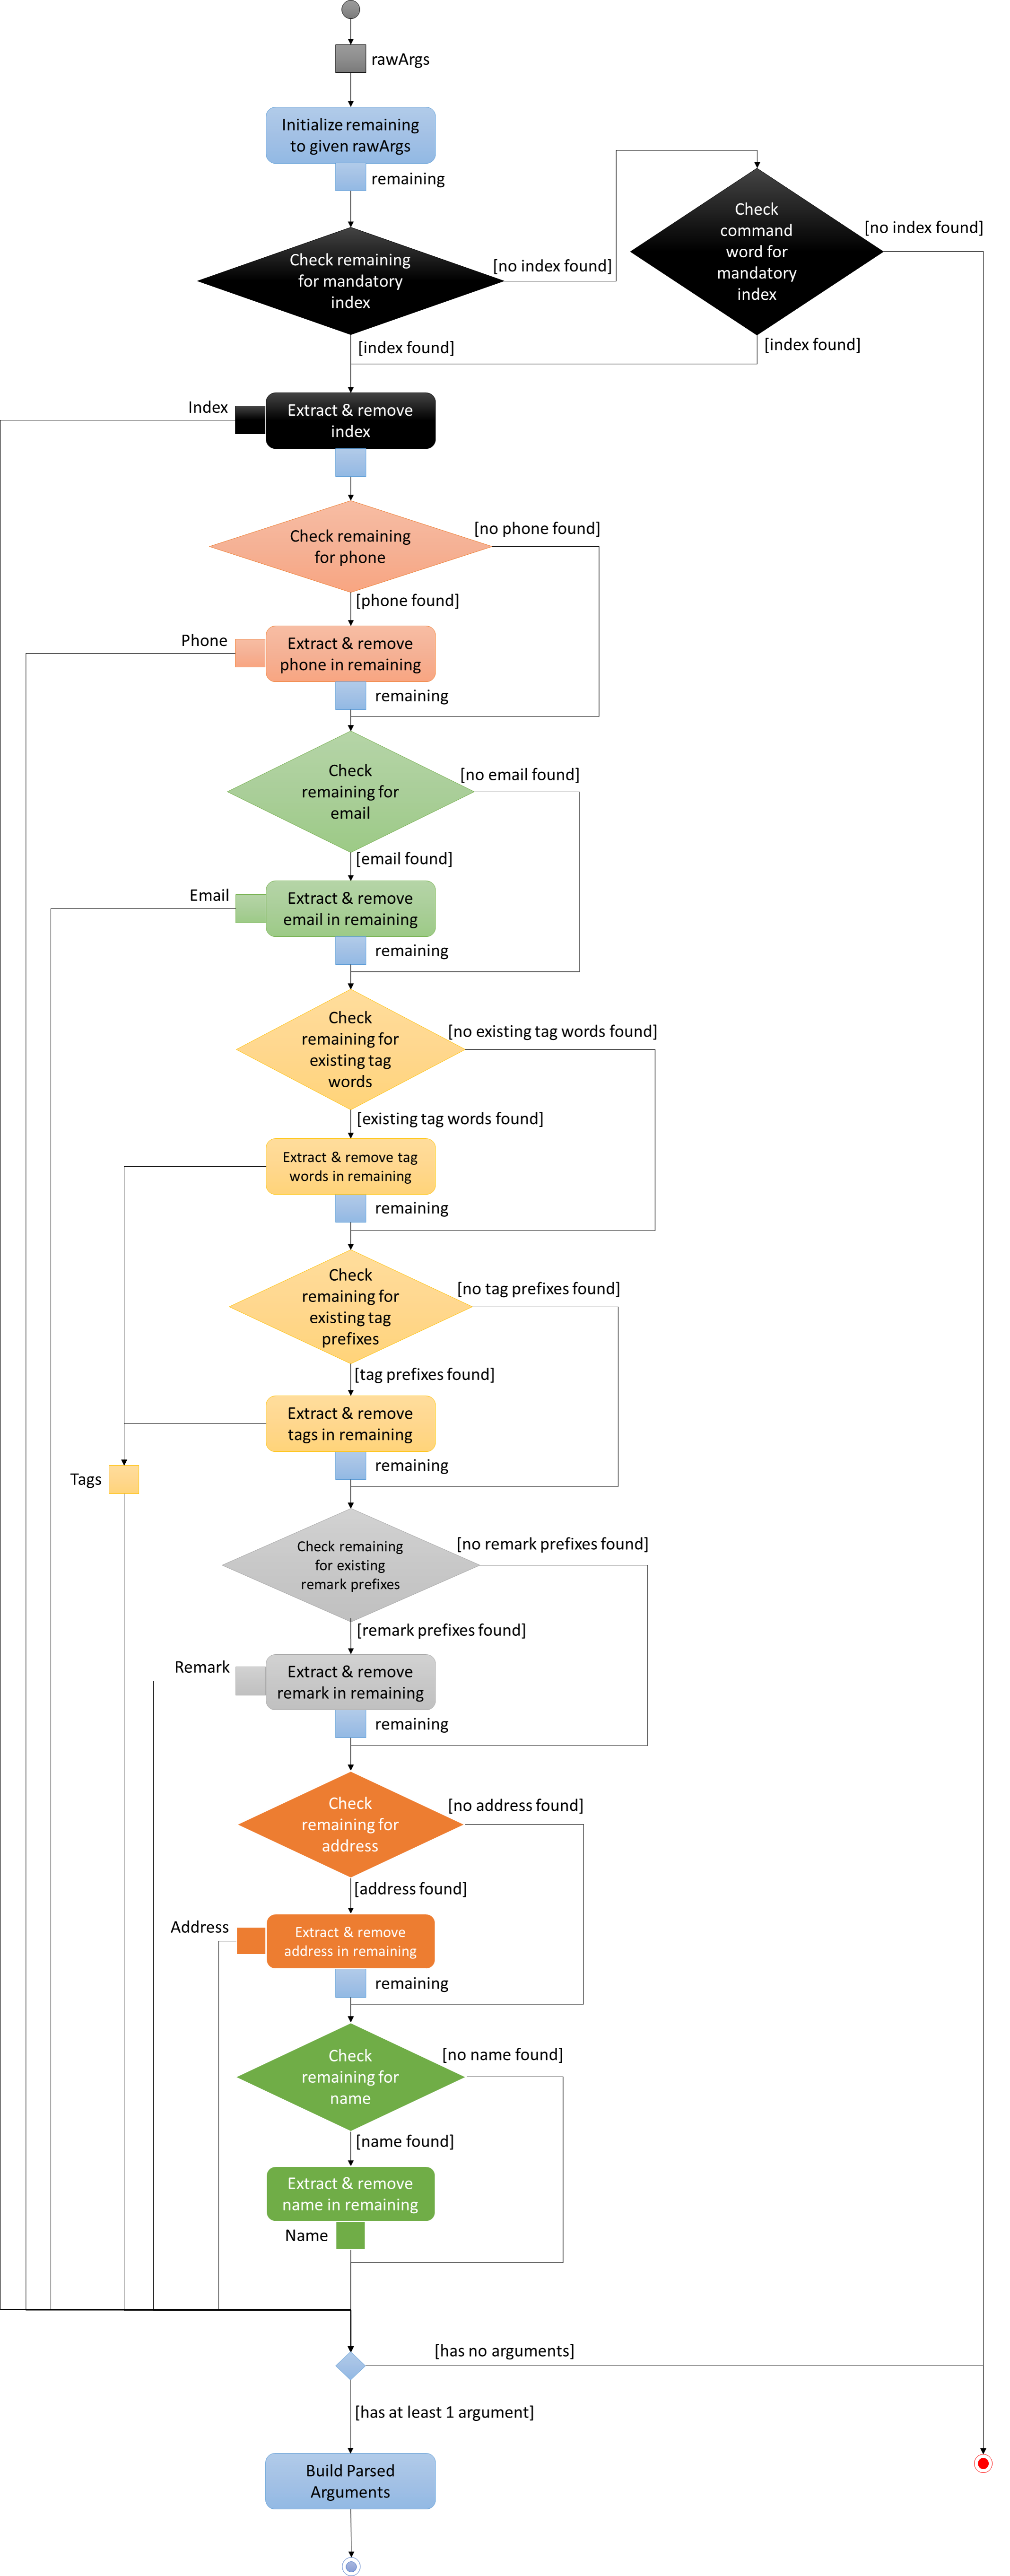 rawArgs
Initialize remaining
to given rawArgs
remaining
Check remaining
for mandatory
index
[no index found]
Check
command
word for
mandatory
index
[no index found]
[index found]
[index found]
Index
Extract & remove
index
Check remaining
for phone
[no phone found]
[phone found]
Phone
Extract & remove
phone in remaining
remaining
Check
remaining for
email
[no email found]
[email found]
Email
Extract & remove
email in remaining
remaining
Check
remaining for
existing tag
words
[no existing tag words found]
[existing tag words found]
Extract & remove tag
words in remaining
remaining
Check
remaining for
existing tag
prefixes
[no tag prefixes found]
[tag prefixes found]
Extract & remove
tags in remaining
remaining
Tags
Check remaining
for existing
remark prefixes
[no remark prefixes found]
[remark prefixes found]
Remark
Extract & remove
remark in remaining
remaining
Check
remaining for
address
[no address found]
[address found]
Address
Extract & remove
address in remaining
remaining
Check
remaining for
name
[no name found]
[name found]
Extract & remove
name in remaining
Name
[has no arguments]
[has at least 1 argument]
Build Parsed
Arguments